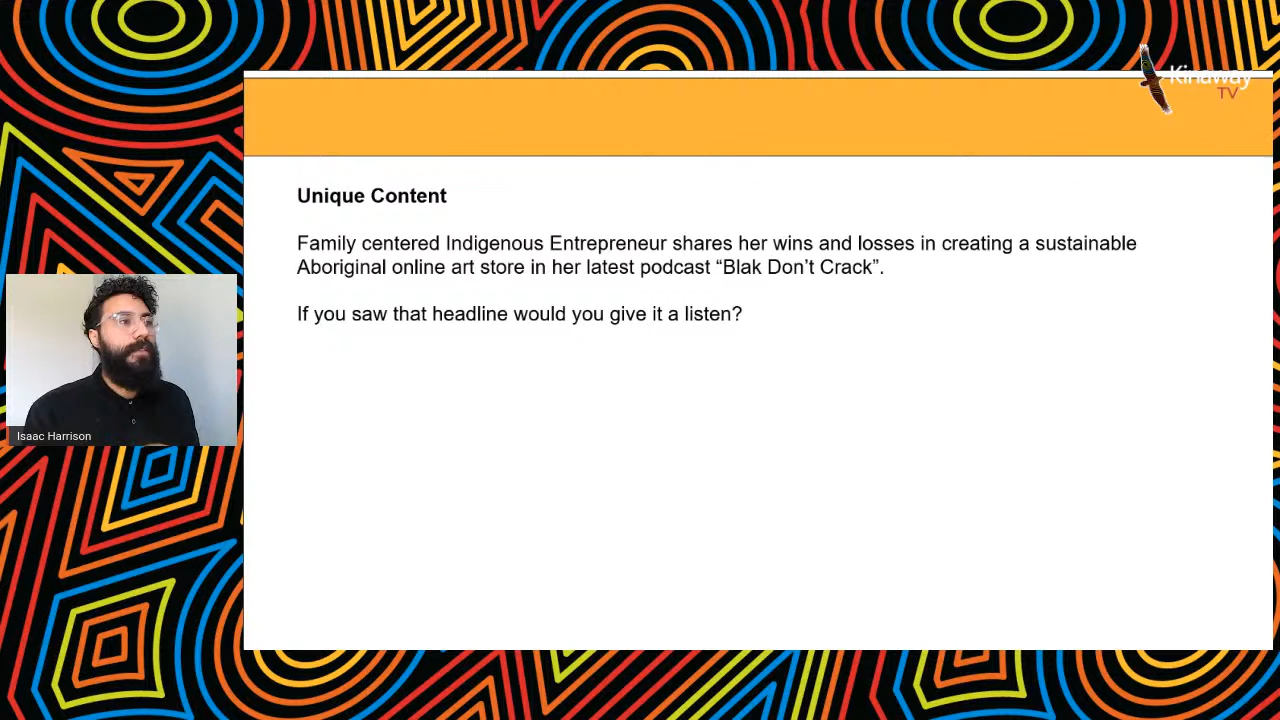 Kinaway
TV
Unique Content
Family centered Indigenous Entrepreneur shares her wins and losses in creating a sustainable
Aboriginal online art store in her latest podcast “Blak Don’t Crack”.
If you saw that headline would you give it a listen?
Isaac Harrison